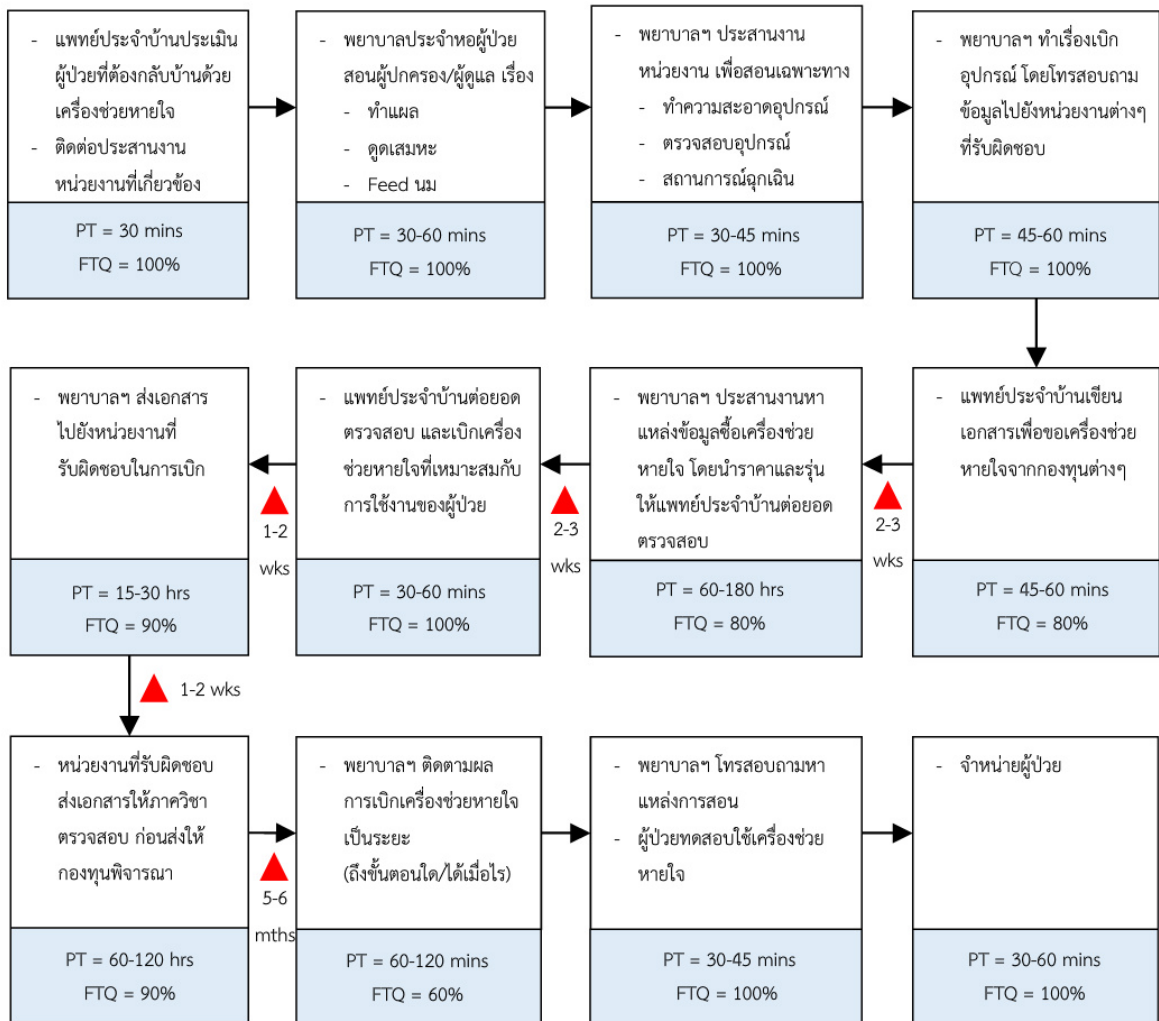 - แพทย์ประจำบ้านประเมิน
ผู้ป่วยที่ต้องกลับบ้านด้วย
เครื่องช่วยหายใจ
- ติดต่อประสานงาน
หน่วยงานที่เกี่ยวข้อง
PT = 30 mins
FTQ = 100%
- พยาบาลประจำหอผู้ป่วย
สอนผู้ปกครอง/ผู้ดูแล เรื่อง
- ทำแผล
- ดูดเสมหะ
- Feed นม
PT = 30-60 mins
FTQ = 100%
- พยาบาลฯ ประสานงาน
หน่วยงาน เพื่อสอนเฉพาะทาง
- ทำความสะอาดอุปกรณ์
- ตรวจสอบอุปกรณ์
- สถานการณ์ฉุกเฉิน
PT = 30-45 mins
FTQ = 100%
- พยาบาลฯ ทำเรื่องเบิก
อุปกรณ์ โดยโทรสอบถาม
ข้อมูลไปยังหน่วยงานต่างๆ
ที่รับผิดชอบ
PT = 45-60 mins
FTQ = 100%
- แพทย์ประจำบ้านเขียน
เอกสารเพื่อขอเครื่องช่วย
หายใจจากกองทุนต่างๆ
PT = 45-60 mins
FTQ = 80%
2-3
wks
- พยาบาลฯ ประสานงานหา
แหล่งข้อมูลซื้อเครื่องช่วย
หายใจ โดยนำราคาและรุ่น
ให้แพทย์ประจำบ้านต่อยอด
ตรวจสอบ
PT = 60-180 hrs
FTQ = 80%
2-3
wks
- แพทย์ประจำบ้านต่อยอด
ตรวจสอบ และเบิกเครื่อง
ช่วยหายใจที่เหมาะสมกับ
การใช้งานของผู้ป่วย
PT = 30-60 mins
FTQ = 100%
1-2
wks
- พยาบาลฯ ส่งเอกสาร
ไปยังหน่วยงานที่
รับผิดชอบในการเบิก
PT = 15-30 hrs
FTQ = 90%
1-2 wks
- หน่วยงานที่รับผิดชอบ
ส่งเอกสารให้ภาควิชา
ตรวจสอบ ก่อนส่งให้
กองทุนพิจารณา
PT = 60-120 hrs
FTQ = 90%
5-6
mths
- พยาบาลฯ ติดตามผล
การเบิกเครื่องช่วยหายใจ
เป็นระยะ
(ถึงขั้นตอนใด/ได้เมื่อไร)
PT = 60-120 mins
FTQ = 60%
- พยาบาลฯ โทรสอบถามหา
แหล่งการสอน
- ผู้ป่วยทดสอบใช้เครื่องช่วย
หายใจ
PT = 30-45 mins
FTQ = 100%
- จำหน่ายผู้ป่วย
PT = 30-60 mins
FTQ = 100%